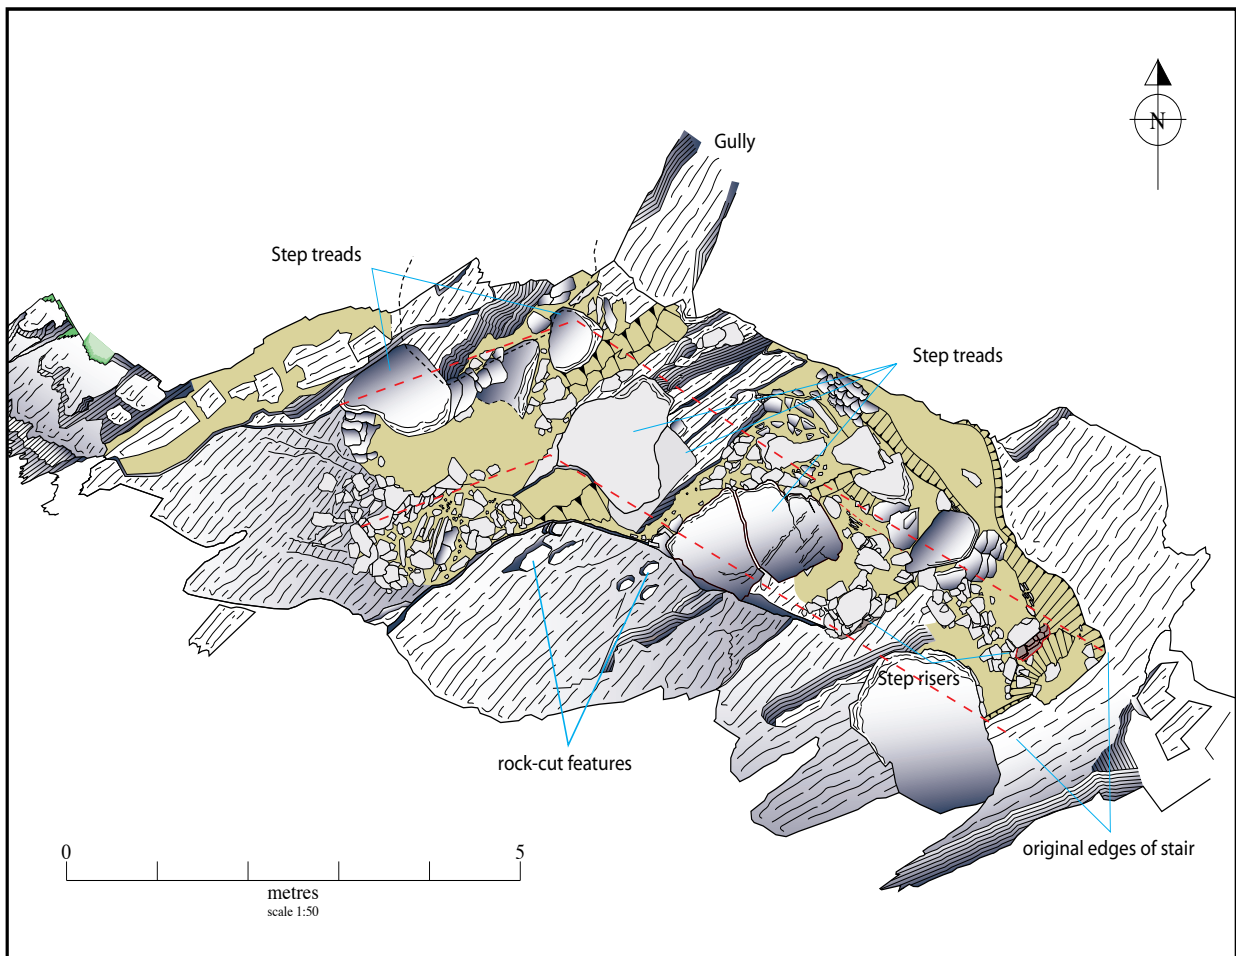 Gully
N
Step treads
Step treads
Step risers
rock-cut features
original edges of stair
0 5
metres
scale 1:50